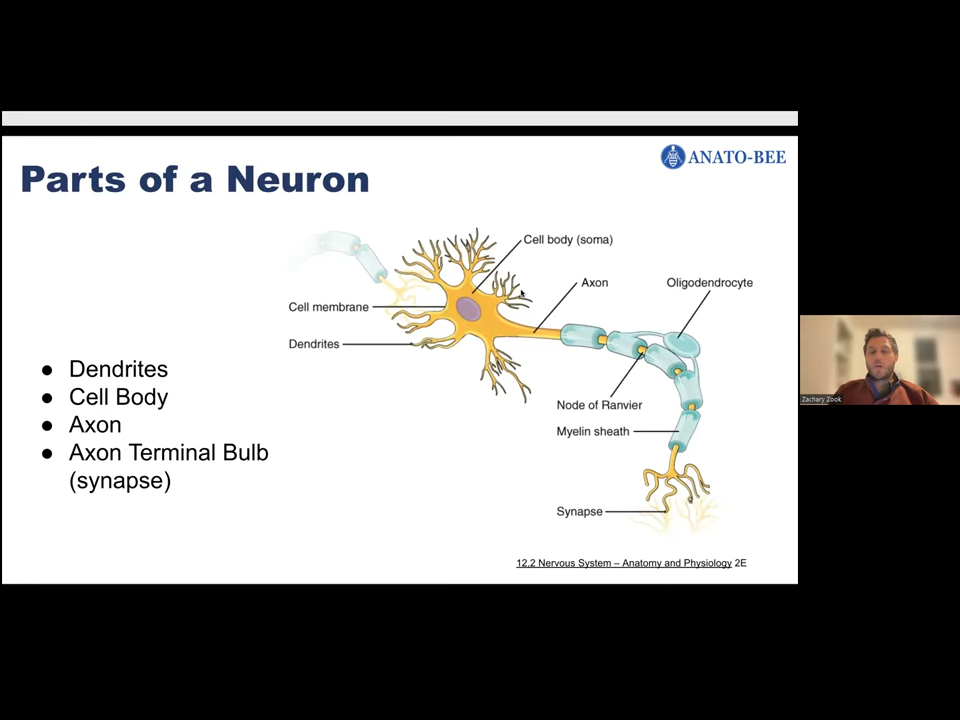 ANATO-BEE
Parts of a Neuron
Cell body (soma)
Axon
Oligodendrocyte
Cell membrane
Dendrites
● Dendrites
● Cell Body
● Axon
● Axon Terminal Bulb
(synapse)
Node of Ranvier
Myelin sheath
Synapse
12.2 Nervous System – Anatomy and Physiology 2E
Zachary Zook